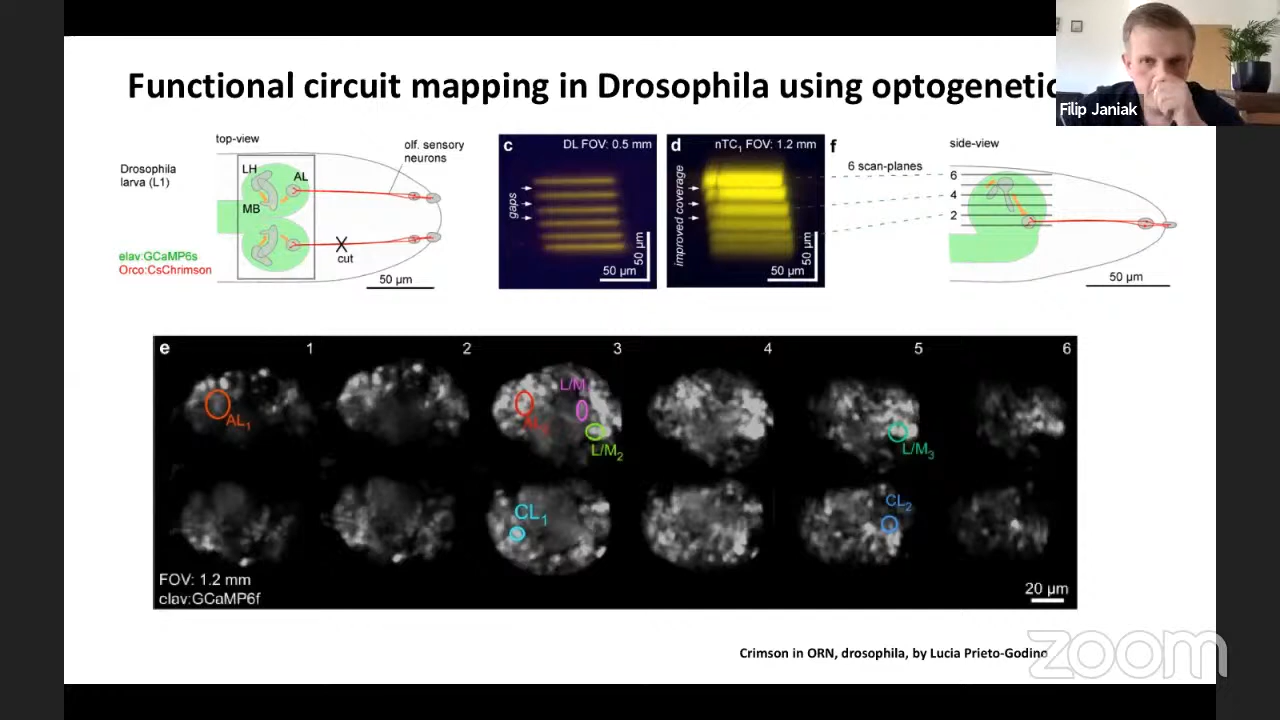 Functional circuit mapping in Drosophila using optogenetic
Filip Janiak
top-view
Drosophila
larva (L1)
LH
AL
MB
olf. sensory
neurons
cut
elav:GCaMP6s
Orco:CsChrimson
50 µm
c
DL FOV: 0.5 mm
gaps
50 µm
50 µm
d
nTC1 FOV: 1.2 mm
improved coverage
50 µm
50 µm
f
6 scan-planes
side-view
6
4
2
50 µm
e
1
2
3
4
5
6
AL1
L/M
L/M2
L/M3
CL1
CL2
FOV: 1.2 mm
elav:GCaMP6f
20 µm
Crimson in ORN, drosophila, by Lucia Prieto-Godino
zoom